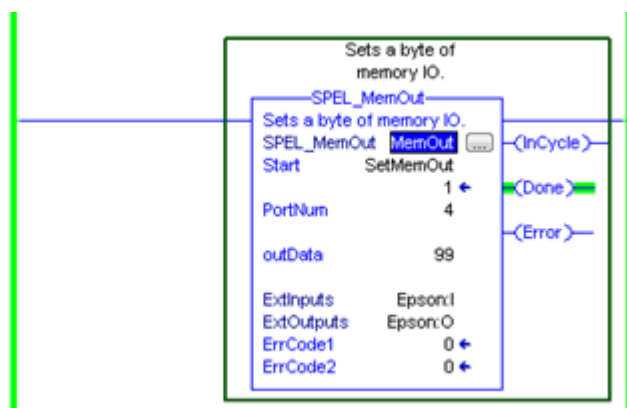 Sets a byte of
memory IO.
SPEL_MemOut
Sets a byte of memory IO.
SPEL_MemOut MemOut ...
Start SetMemOut
1
PortNum 4
outData 99
ExtInputs Epson:I
ExtOutputs Epson:O
ErrCode1 0
ErrCode2 0
(InCycle)
(Done)
(Error)